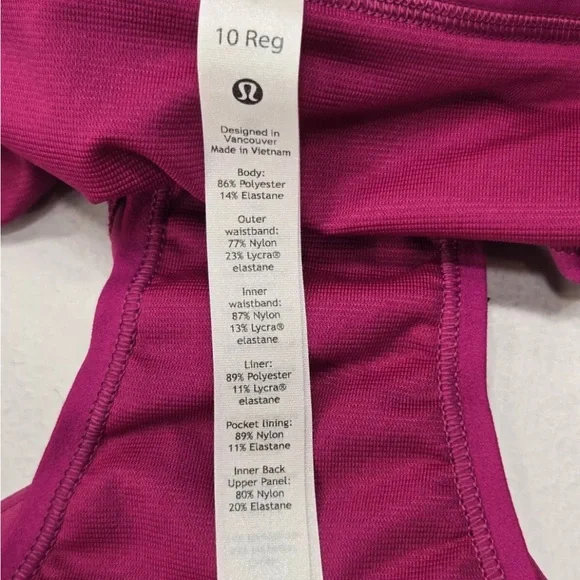 10 Reg
Designed in
Vancouver
Made in Vietnam
Body:
86% Polyester
14% Elastane
Outer
waistband:
77% Nylon
23% Lycra®
elastane
Inner
waistband:
87% Nylon
13% Lycra®
elastane
Liner:
89% Polyester
11% Lycra®
elastane
Pocket lining:
89% Nylon
11% Elastane
Inner Back
Upper Panel:
80% Nylon
20% Elastane